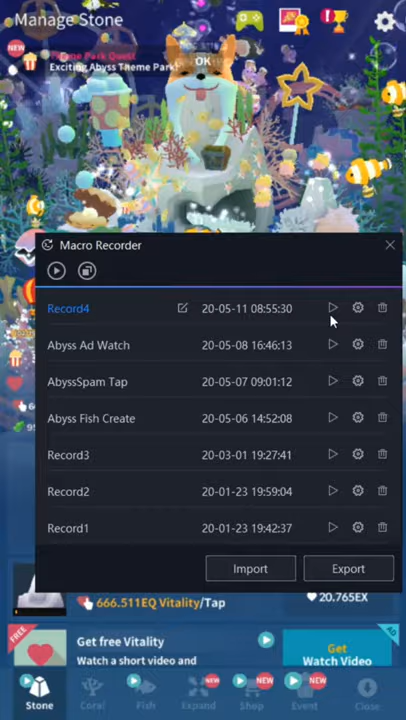 Manage Stone
NEW
Theme Park Quest
Exciting Abyss Theme Park!
OK
Macro Recorder
Record4 20-05-11 08:55:30
Abyss Ad Watch 20-05-08 16:46:13
AbyssSpam Tap 20-05-07 09:01:12
Abyss Fish Create 20-05-06 14:52:08
Record3 20-03-01 19:27:41
Record2 20-01-23 19:59:04
Record1 20-01-23 19:42:37
Import Export
666.511EQ Vitality/Tap
20.765EX
FREE
Get free Vitality
Watch a short video and
Get
Watch Video
AD
NEW NEW NEW
Stone Coral Fish Expand Shop Event Close